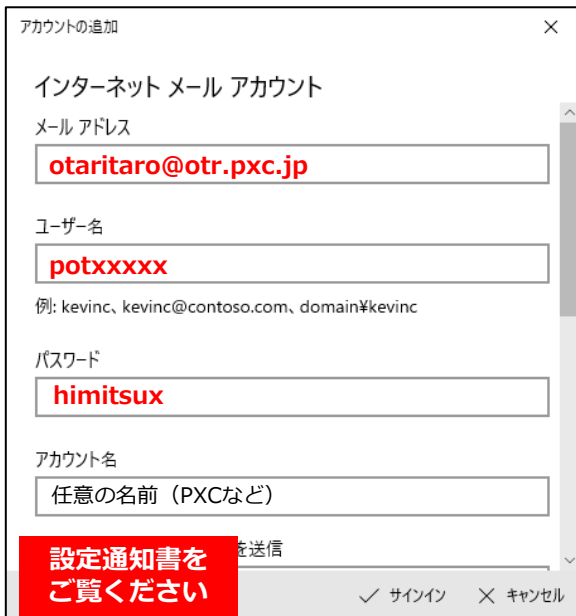 アカウントの追加
インターネット メール アカウント
メール アドレス
otaritaro@otr.pxc.jp
ユーザー名
potxxxxx
例: kevinc、kevinc@contoso.com、domain¥kevinc
パスワード
himitsux
アカウント名
任意の名前（PXCなど）
を送信
設定通知書を
ご覧ください
サインイン キャンセル